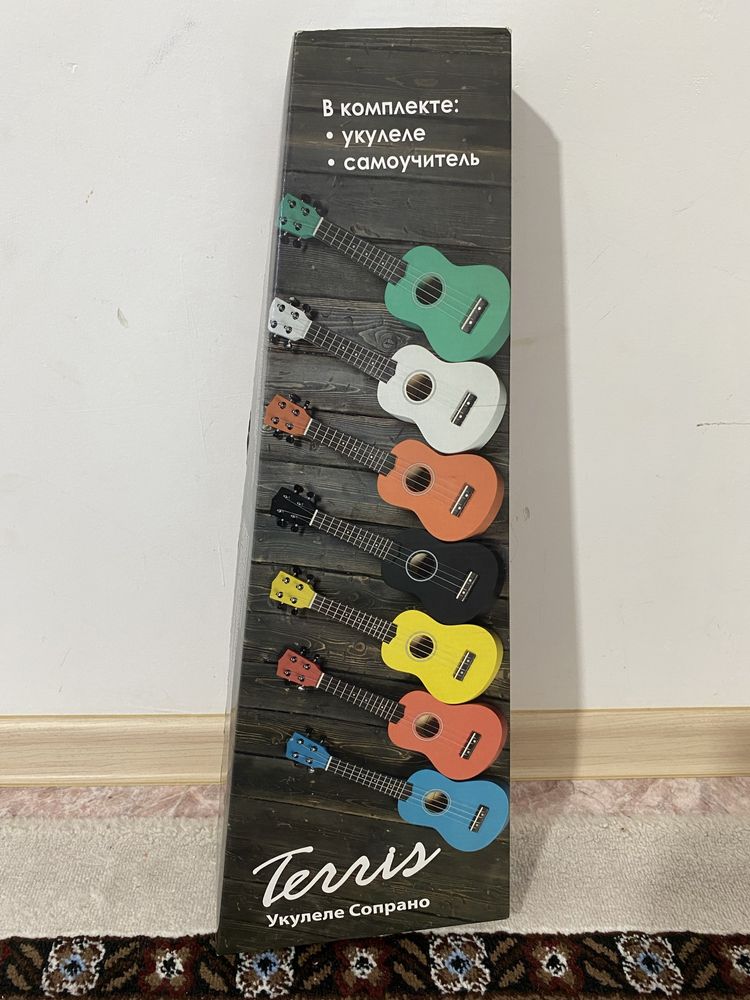 В комплекте:
• укулеле
• самоучитель
Terris
Укулеле Сопрано